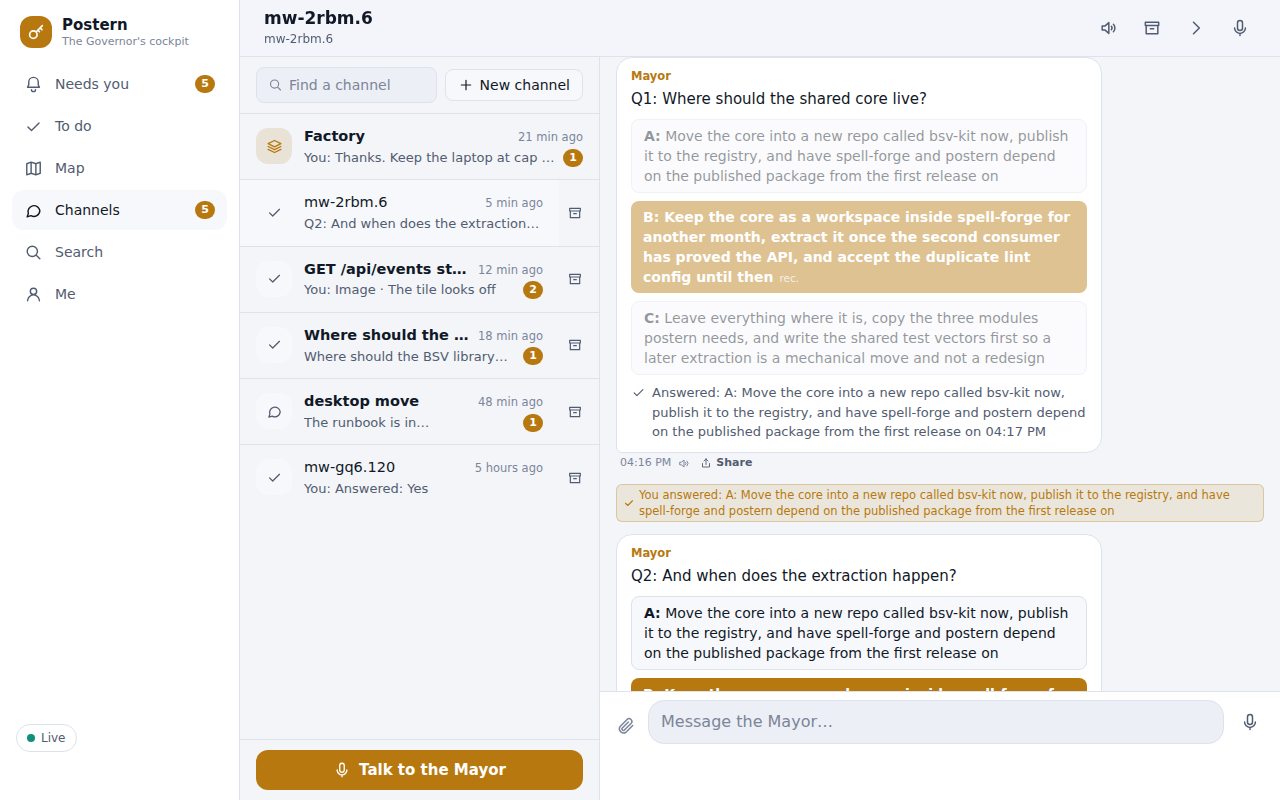 Postern
The Governor's cockpit
Needs you 5
To do
Map
Channels 5
Search
Me
Live
mw-2rbm.6
mw-2rbm.6
Find a channel
New channel
Factory 21 min ago
You: Thanks. Keep the laptop at cap … 1
mw-2rbm.6 5 min ago
Q2: And when does the extraction…
GET /api/events st… 12 min ago
You: Image · The tile looks off 2
Where should the … 18 min ago
Where should the BSV library… 1
desktop move 48 min ago
The runbook is in… 1
mw-gq6.120 5 hours ago
You: Answered: Yes
Talk to the Mayor
Mayor
Q1: Where should the shared core live?
A: Move the core into a new repo called bsv-kit now, publish
it to the registry, and have spell-forge and postern depend
on the published package from the first release on
B: Keep the core as a workspace inside spell-forge for
another month, extract it once the second consumer
has proved the API, and accept the duplicate lint
config until then rec.
C: Leave everything where it is, copy the three modules
postern needs, and write the shared test vectors first so a
later extraction is a mechanical move and not a redesign
Answered: A: Move the core into a new repo called bsv-kit now,
publish it to the registry, and have spell-forge and postern depend
on the published package from the first release on 04:17 PM
04:16 PM Share
You answered: A: Move the core into a new repo called bsv-kit now, publish it to the registry, and have
spell-forge and postern depend on the published package from the first release on
Mayor
Q2: And when does the extraction happen?
A: Move the core into a new repo called bsv-kit now, publish
it to the registry, and have spell-forge and postern depend
on the published package from the first release on
Message the Mayor…